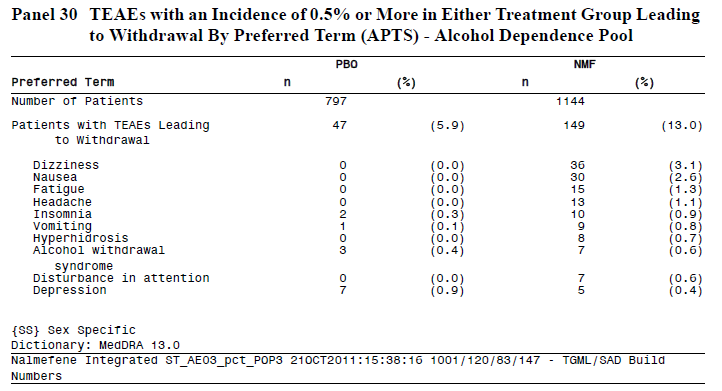 Panel 30 TEAEs with an Incidence of 0.5% or More in Either Treatment Group Leading
to Withdrawal By Preferred Term (APTS) - Alcohol Dependence Pool
PBO NMF
Preferred Term n (%) n (%)
Number of Patients 797 1144
Patients with TEAEs Leading 47 (5.9) 149 (13.0)
to Withdrawal
Dizziness 0 (0.0) 36 (3.1)
Nausea 0 (0.0) 30 (2.6)
Fatigue 0 (0.0) 15 (1.3)
Headache 0 (0.0) 13 (1.1)
Insomnia 2 (0.3) 10 (0.9)
Vomiting 1 (0.1) 9 (0.8)
Hyperhidrosis 0 (0.0) 8 (0.7)
Alcohol withdrawal 3 (0.4) 7 (0.6)
syndrome
Disturbance in attention 0 (0.0) 7 (0.6)
Depression 7 (0.9) 5 (0.4)
{SS} Sex Specific
Dictionary: MedDRA 13.0
Nalmefene Integrated ST_AE03_pct_POP3 21OCT2011:15:38:16 1001/120/83/147 - TGML/SAD Build
Numbers